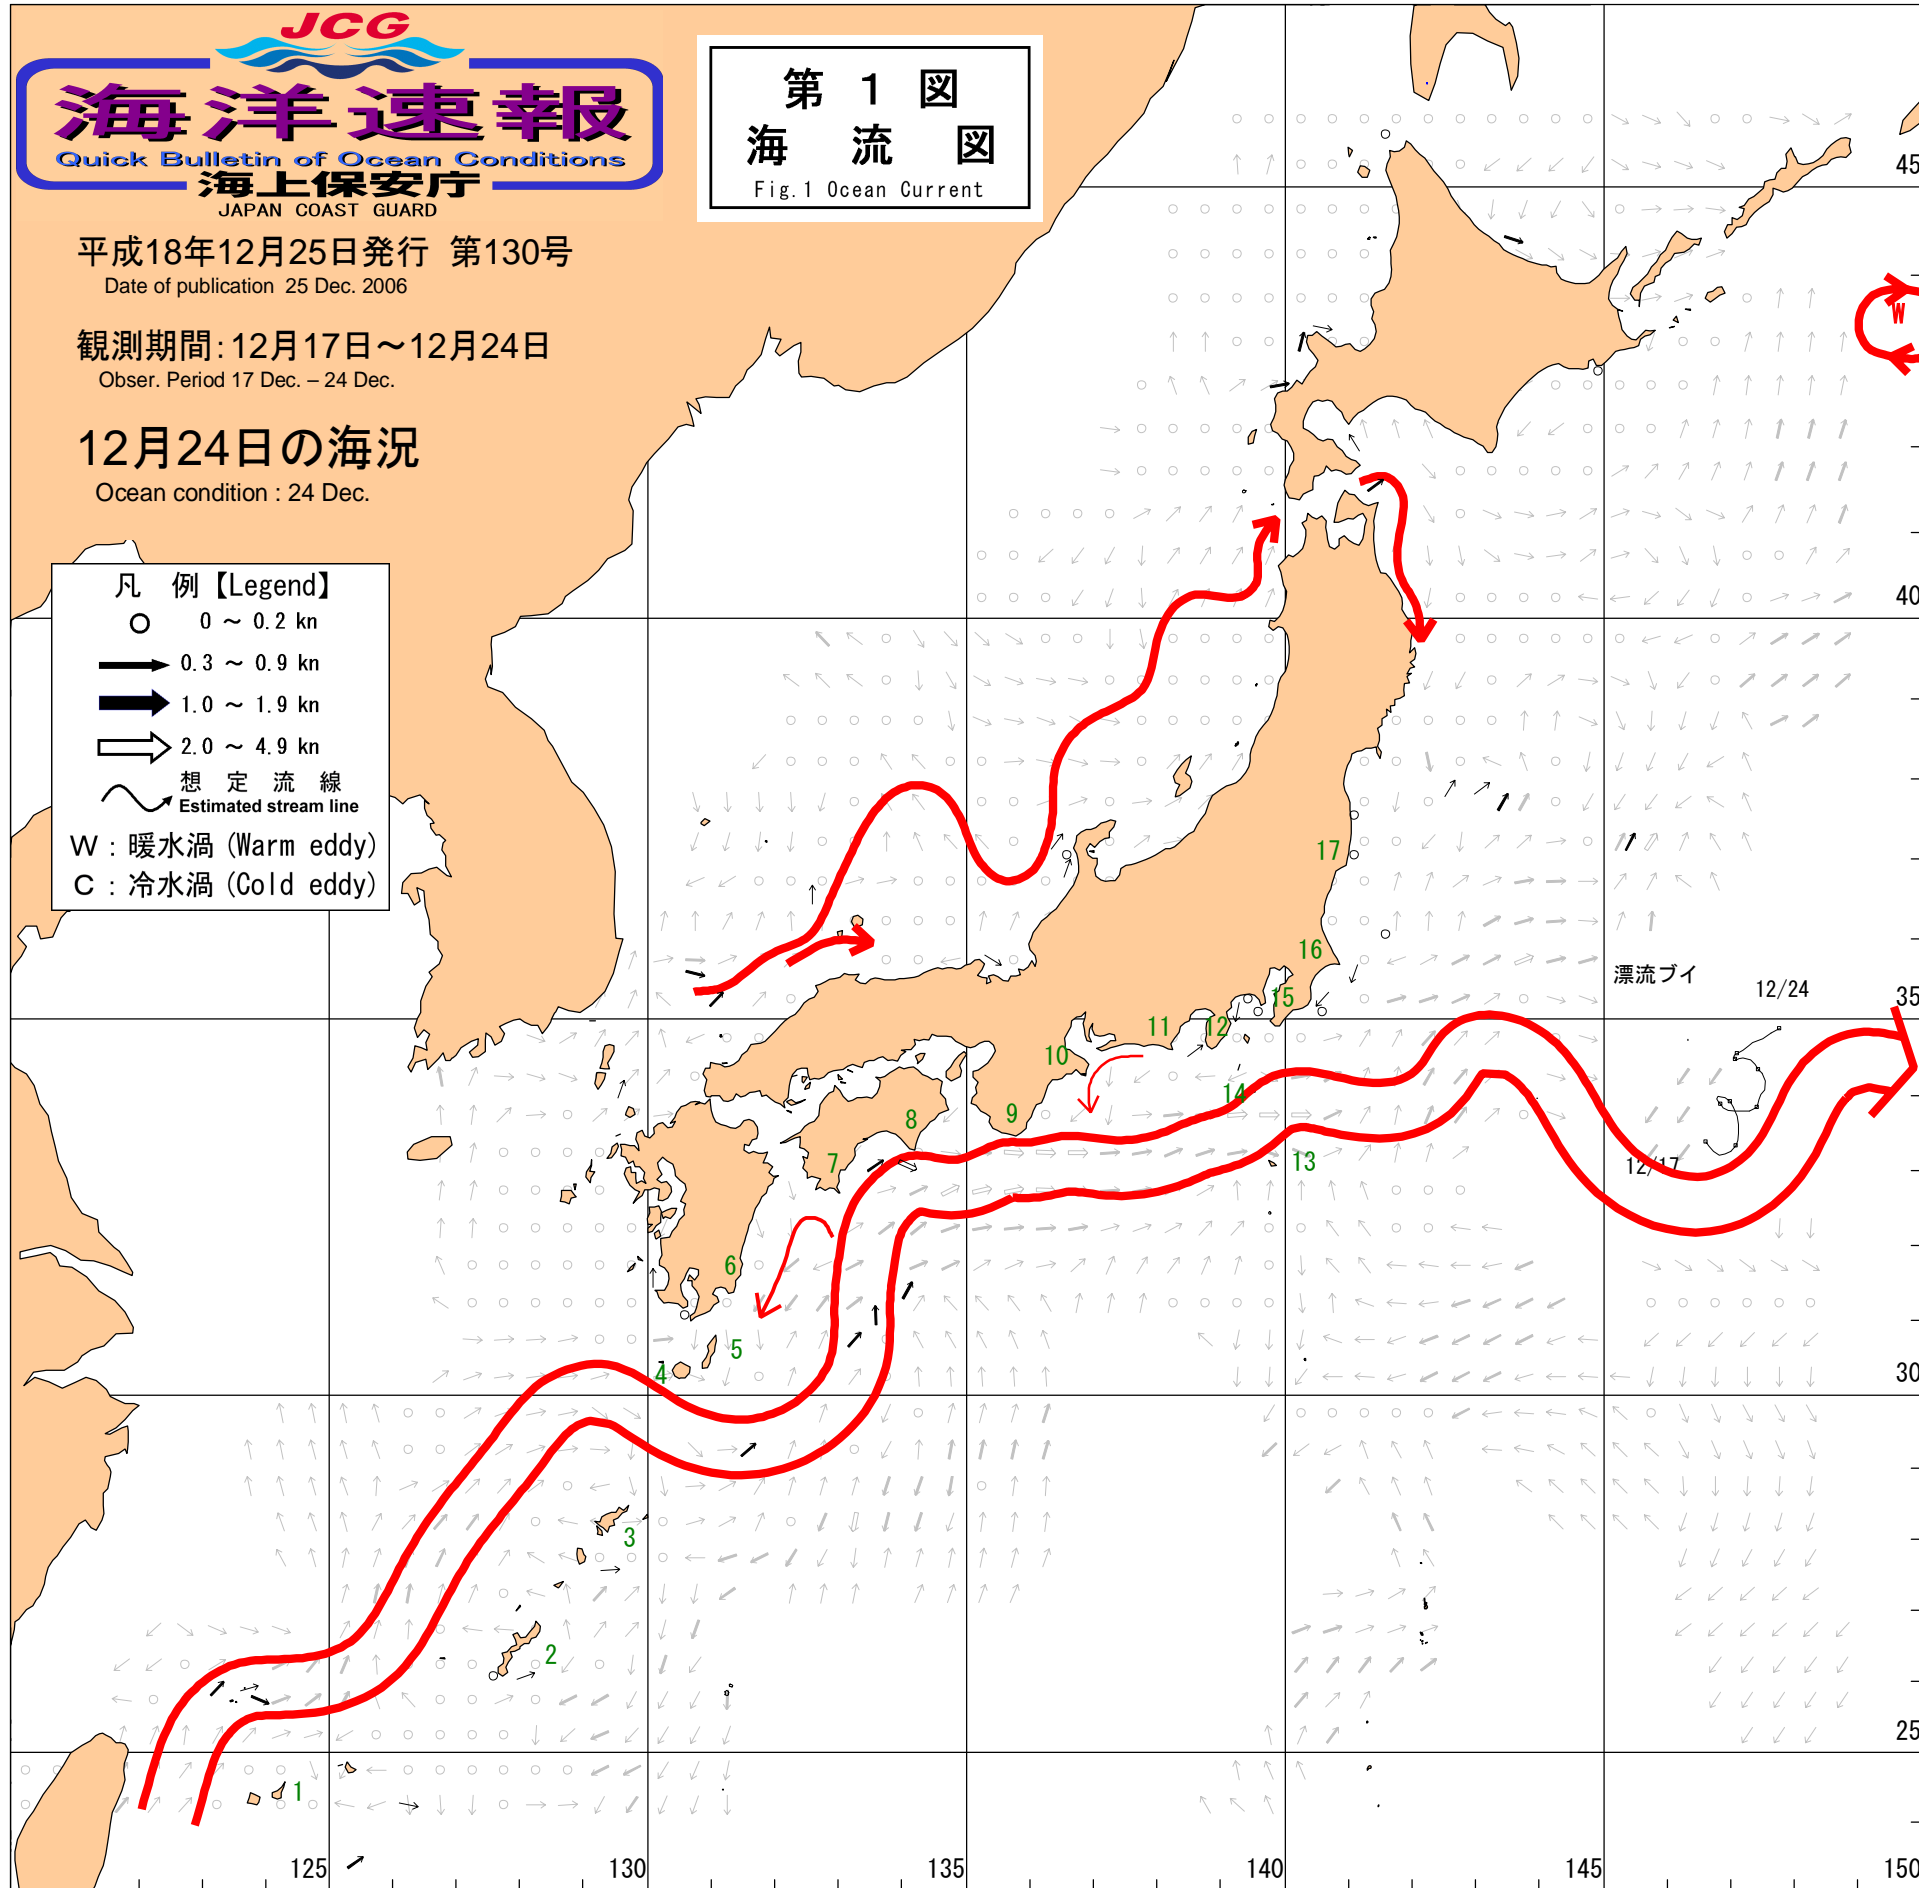 JCG
海洋速報
Quick Bulletin of Ocean Conditions
海上保安庁
JAPAN COAST GUARD
平成18年12月25日発行 第130号
Date of publication 25 Dec. 2006
観測期間:12月17日～12月24日
Obser. Period 17 Dec. – 24 Dec.
12月24日の海況
Ocean condition : 24 Dec.
第 1 図
海 流 図
Fig.1 Ocean Current
凡 例【Legend】
0 ～ 0.2 kn
0.3 ～ 0.9 kn
1.0 ～ 1.9 kn
2.0 ～ 4.9 kn
想 定 流 線
Estimated stream line
W : 暖水渦 (Warm eddy)
C : 冷水渦 (Cold eddy)
45
W
40
17
16
漂流ブイ
12/24
35
15
12
11
10
14
9
8
7
13
12/17
6
5
4
30
3
2
25
1
125
130
135
140
145
150